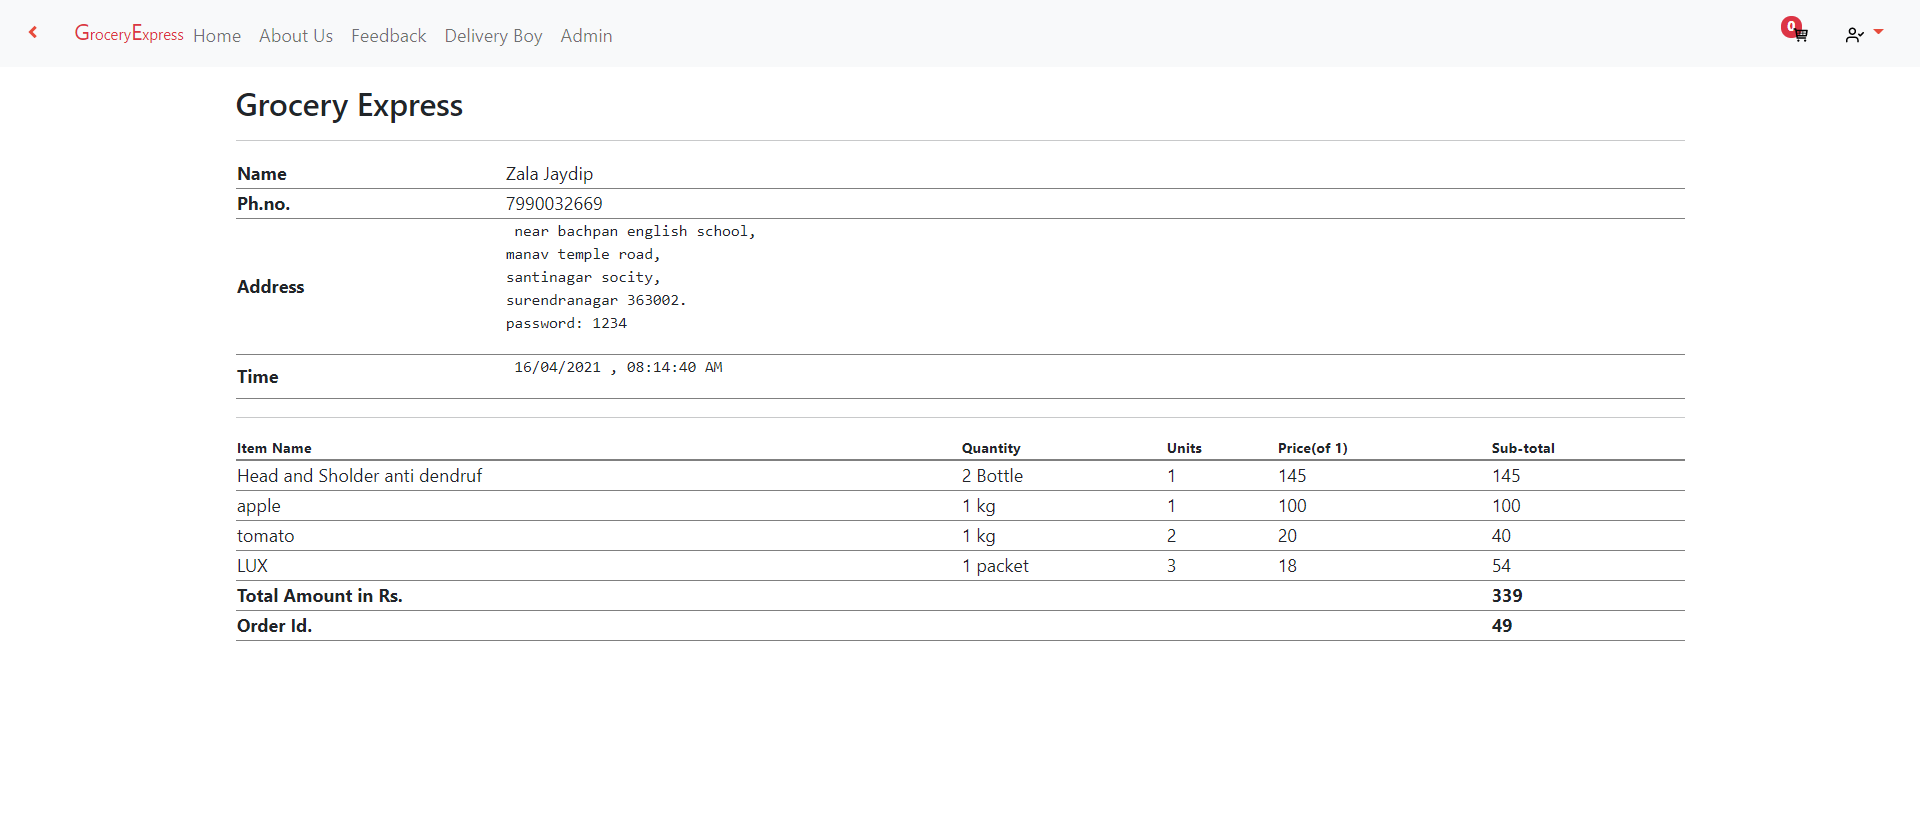 GroceryExpress Home About Us Feedback Delivery Boy Admin 0
Grocery Express
Name Zala Jaydip
Ph.no. 7990032669
Address near bachpan english school,
manav temple road,
santinagar socity,
surendranagar 363002.
password: 1234
Time 16/04/2021 , 08:14:40 AM
Item Name Quantity Units Price(of 1) Sub-total
Head and Sholder anti dendruf 2 Bottle 1 145 145
apple 1 kg 1 100 100
tomato 1 kg 2 20 40
LUX 1 packet 3 18 54
Total Amount in Rs. 339
Order Id. 49